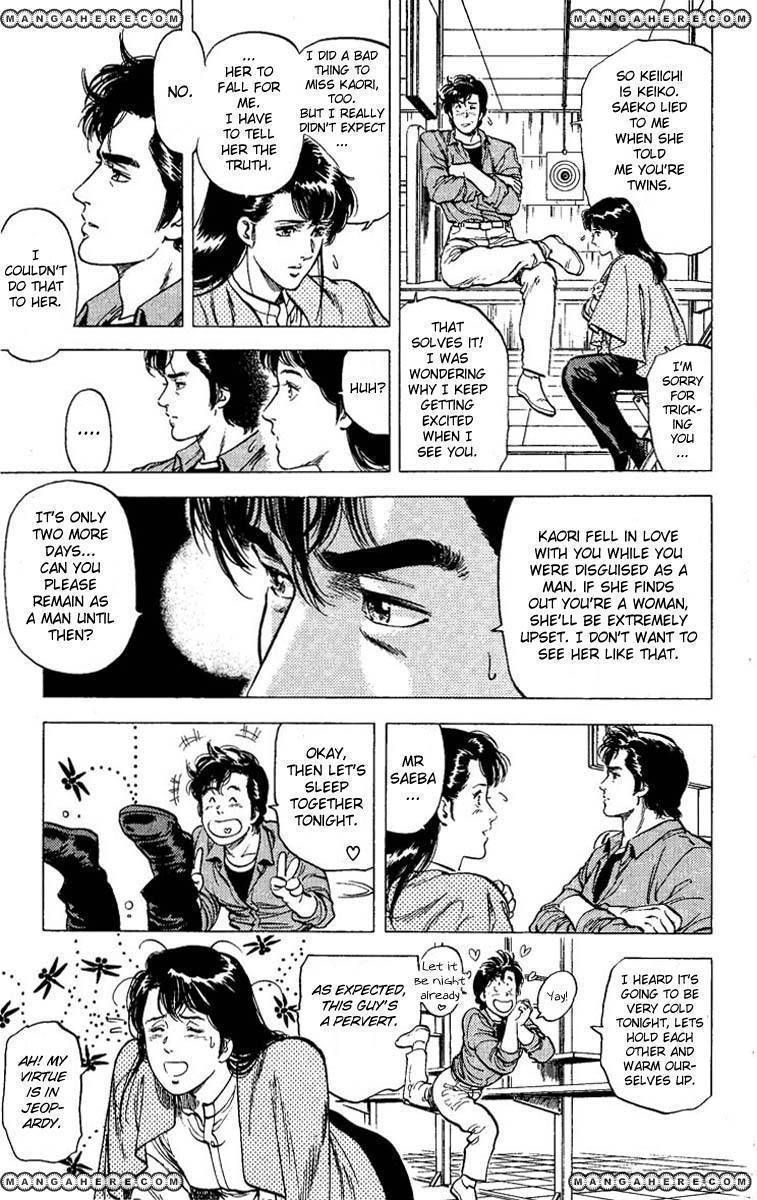 MANGAHERE.COM
MANGAHERE.COM
SO KEIICHI
IS KEIKO.
SAEKO LIED
TO ME
WHEN SHE
TOLD
ME YOU'RE
TWINS.
I'M
SORRY
FOR
TRICK-
ING
YOU
...
THAT
SOLVES IT!
I WAS
WONDERING
WHY I KEEP
GETTING
EXCITED
WHEN I
SEE YOU.
I DID A BAD
THING TO
MISS KAORI,
TOO.
BUT I REALLY
DIDN'T EXPECT
...
...
HER TO
FALL FOR
ME.
I HAVE
TO TELL
HER THE
TRUTH.
NO.
I
COULDN'T
DO THAT
TO HER.
HUH?
....
KAORI FELL IN LOVE
WITH YOU WHILE YOU
WERE DISGUISED AS A
MAN. IF SHE FINDS
OUT YOU'RE A WOMAN,
SHE'LL BE EXTREMELY
UPSET. I DON'T WANT TO
SEE HER LIKE THAT.
IT'S ONLY
TWO MORE
DAYS...
CAN YOU
PLEASE
REMAIN AS
A MAN UNTIL
THEN?
MR
SAEBA
...
OKAY,
THEN LET'S
SLEEP
TOGETHER
TONIGHT.
♡
I HEARD IT'S
GOING TO BE
VERY COLD
TONIGHT, LETS
HOLD EACH
OTHER AND
WARM OUR-
SELVES UP.
Yay!
Let it
be night
already
♡
AS EXPECTED,
THIS GUY'S
A PERVERT.
AH! MY
VIRTUE
IS IN
JEOP-
ARDY.
MANGAHERE.COM
MANGAHERE.COM